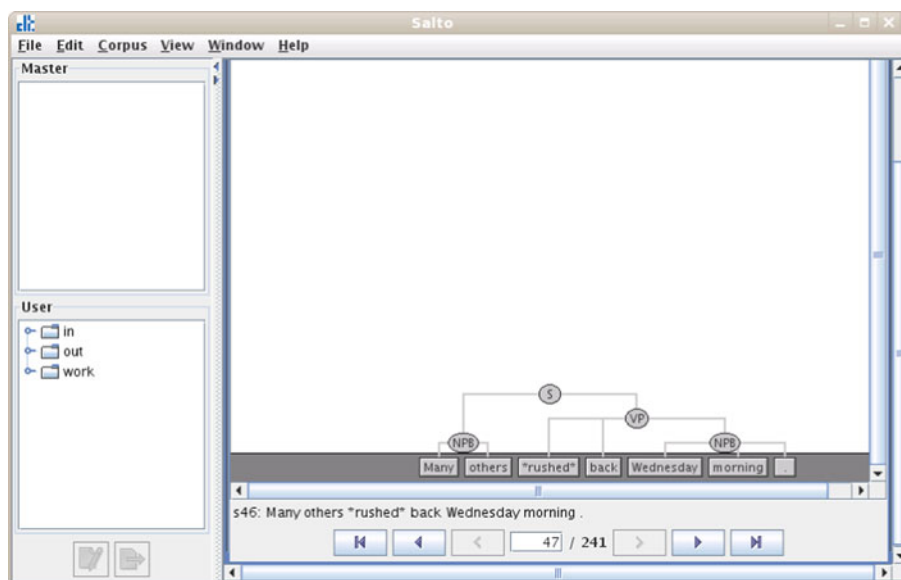 Salto
File Edit Corpus View Window Help
Master
User
in
out
work
S
VP
NPB NPB
Many others *rushed* back Wednesday morning .
s46: Many others *rushed* back Wednesday morning .
47 / 241